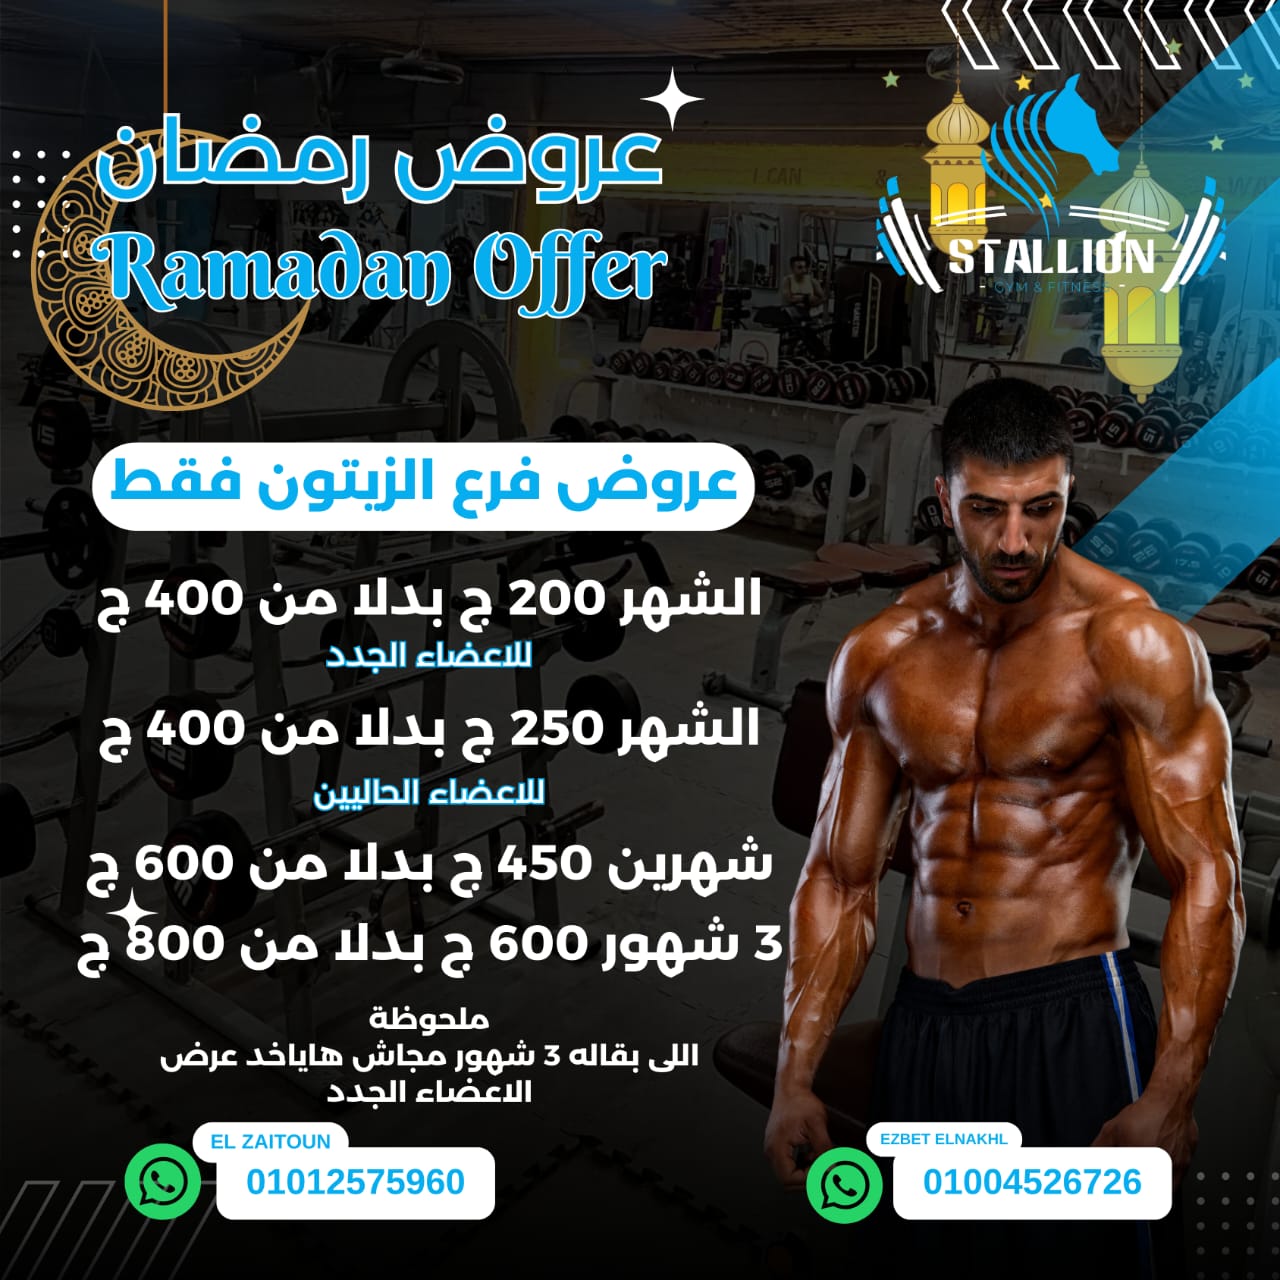 عروض رمضان
Ramadan Offer
STALLION
- GYM & FITNESS -
I CAN &
عروض فرع الزيتون فقط
الشهر 200 ج بدلا من 400 ج
للاعضاء الجدد
الشهر 250 ج بدلا من 400 ج
للاعضاء الحاليين
شهرين 450 ج بدلا من 600 ج
3 شهور 600 ج بدلا من 800 ج
ملحوظة
اللى بقاله 3 شهور مجاش هاياخد عرض
الاعضاء الجدد
EL ZAITOUN
01012575960
EZBET ELNAKHL
01004526726